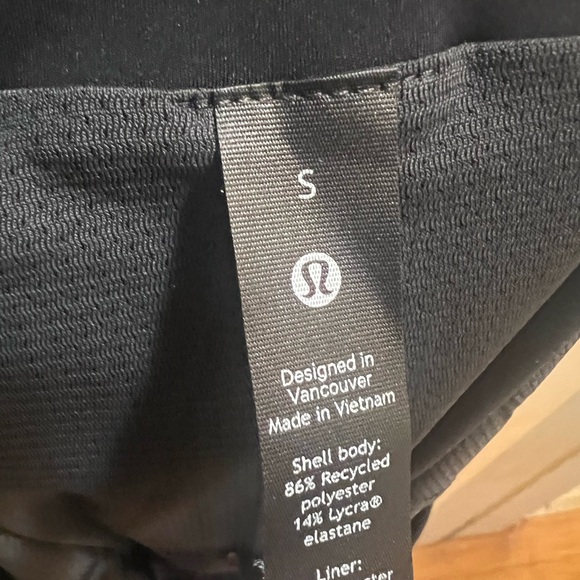 S
Designed in
Vancouver
Made in Vietnam
Shell body:
86% Recycled
polyester
14% Lycra®
elastane
Liner: